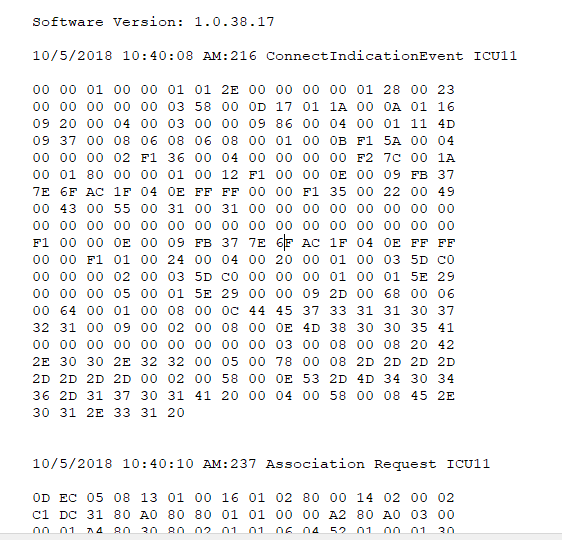 Software Version: 1.0.38.17
10/5/2018 10:40:08 AM:216 ConnectIndicationEvent ICU11
00 00 01 00 00 01 01 2E 00 00 00 00 01 28 00 23
00 00 00 00 00 03 58 00 0D 17 01 1A 00 0A 01 16
09 20 00 04 00 03 00 00 09 86 00 04 00 01 11 4D
09 37 00 08 06 08 06 08 00 01 00 0B F1 5A 00 04
00 00 00 02 F1 36 00 04 00 00 00 00 F2 7C 00 1A
00 01 80 00 00 01 00 12 F1 00 00 0E 00 09 FB 37
7E 6F AC 1F 04 0E FF FF 00 00 F1 35 00 22 00 49
00 43 00 55 00 31 00 31 00 00 00 00 00 00 00 00
00 00 00 00 00 00 00 00 00 00 00 00 00 00 00 00
F1 00 00 0E 00 09 FB 37 7E 6F AC 1F 04 0E FF FF
00 00 F1 01 00 24 00 04 00 20 00 01 00 03 5D C0
00 00 00 02 00 03 5D C0 00 00 00 01 00 01 5E 29
00 00 00 05 00 01 5E 29 00 00 09 2D 00 68 00 06
00 64 00 01 00 08 00 0C 44 45 37 33 31 31 30 37
32 31 00 09 00 02 00 08 00 0E 4D 38 30 30 35 41
00 00 00 00 00 00 00 00 00 03 00 08 00 08 20 42
2E 30 30 2E 32 32 00 05 00 78 00 08 2D 2D 2D 2D
2D 2D 2D 2D 00 02 00 58 00 0E 53 2D 4D 34 30 34
36 2D 31 37 30 31 41 20 00 04 00 58 00 08 45 2E
30 31 2E 33 31 20
10/5/2018 10:40:10 AM:237 Association Request ICU11
0D EC 05 08 13 01 00 16 01 02 80 00 14 02 00 02
C1 DC 31 80 A0 80 80 01 01 00 00 A2 80 A0 03 00
00 01 A4 80 30 80 02 01 01 06 04 52 01 00 01 30